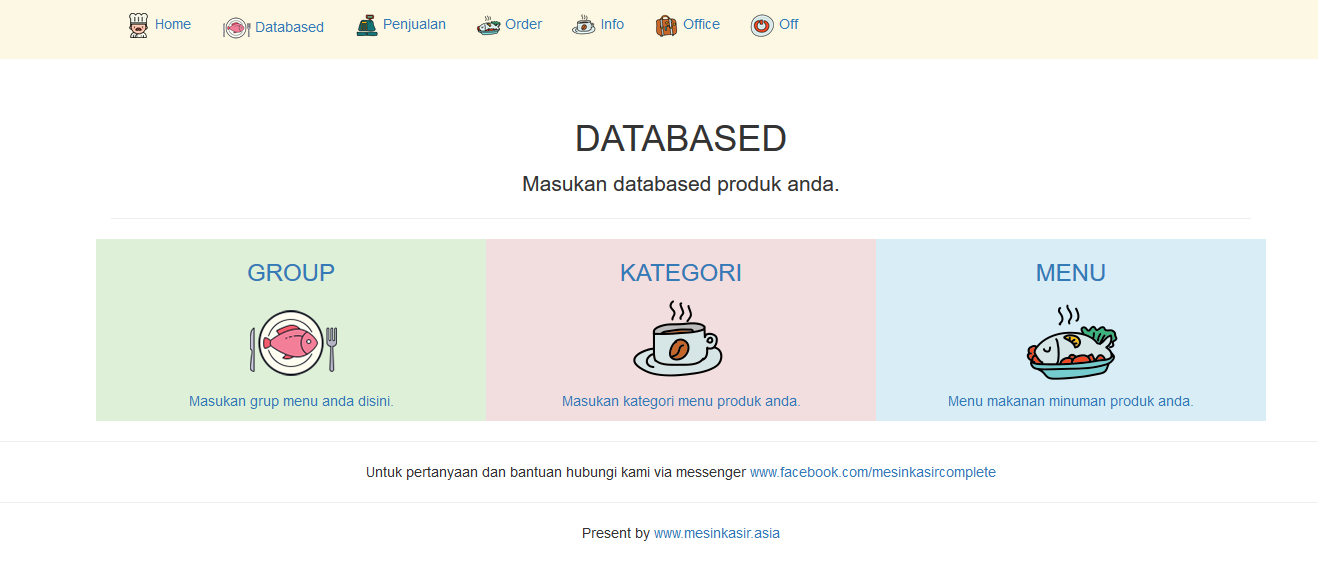 Home Databased Penjualan Order Info Office Off
DATABASED
Masukan databased produk anda.
GROUP
Masukan grup menu anda disini.
KATEGORI
Masukan kategori menu produk anda.
MENU
Menu makanan minuman produk anda.
Untuk pertanyaan dan bantuan hubungi kami via messenger www.facebook.com/mesinkasircomplete
Present by www.mesinkasir.asia